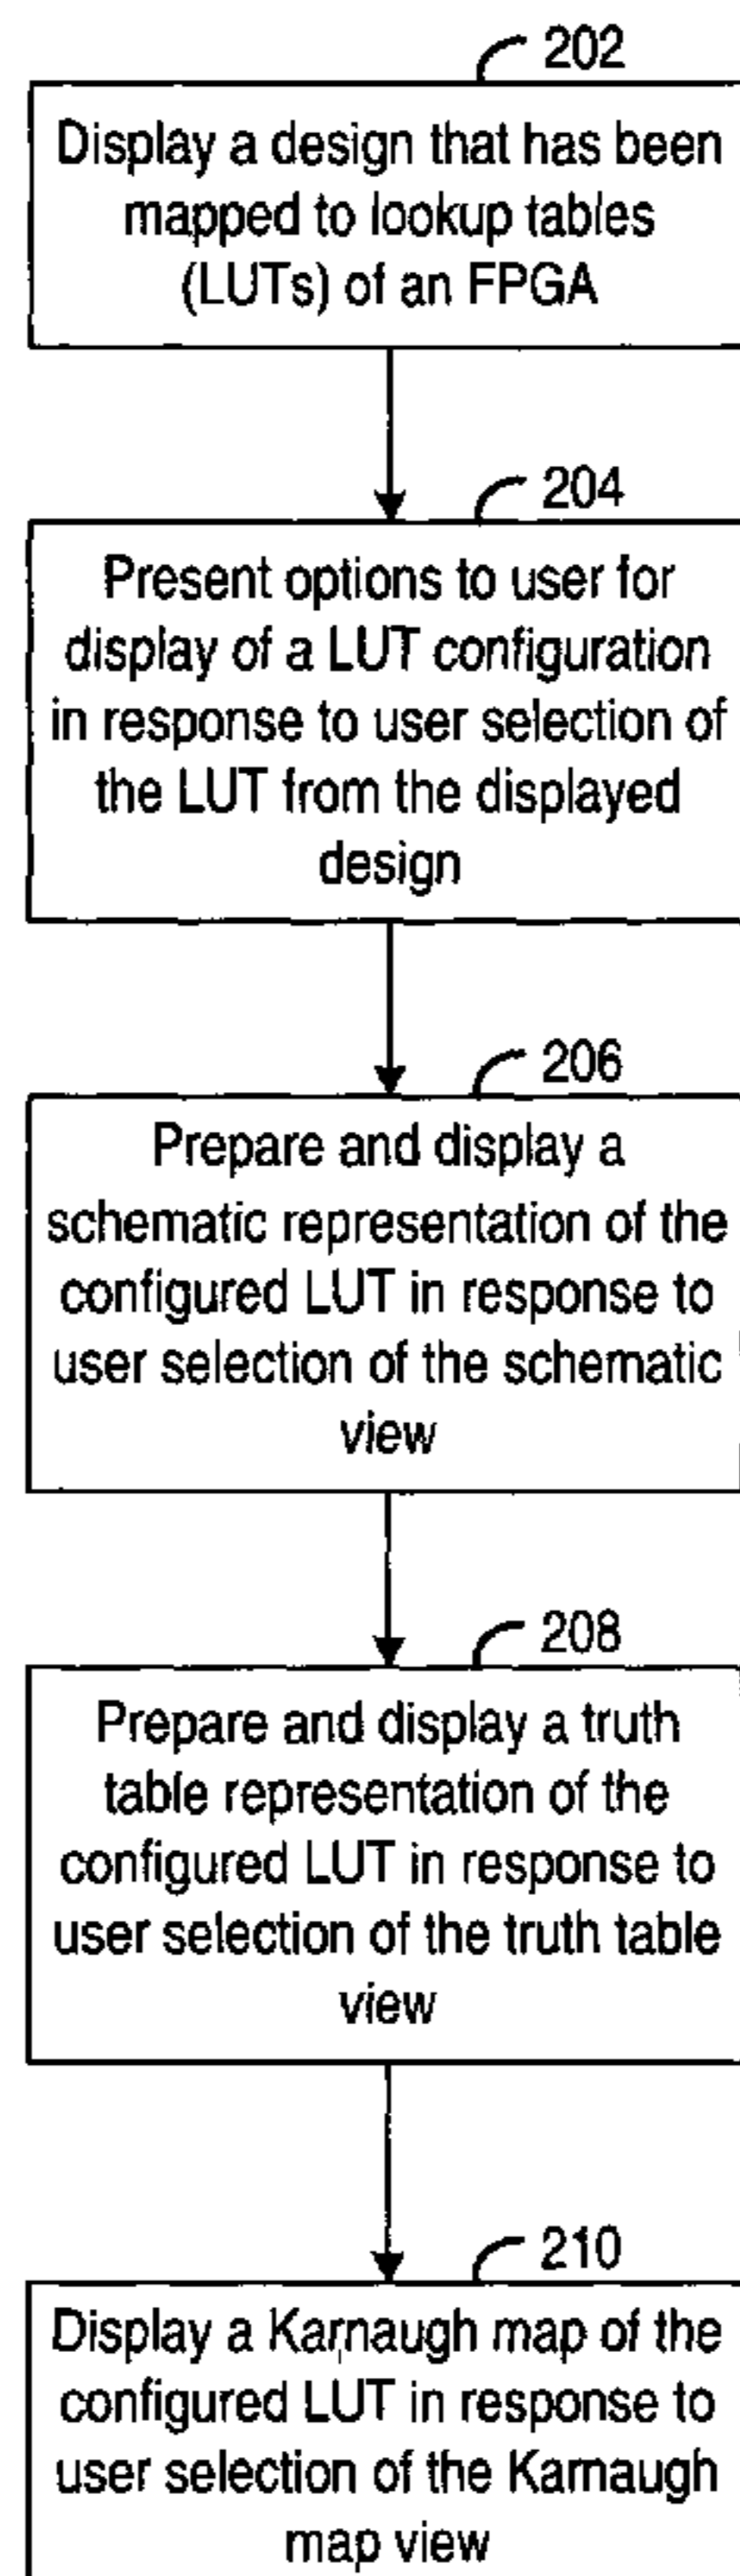 202
Display a design that has been
mapped to lookup tables
(LUTs) of an FPGA
204
Present options to user for
display of a LUT configuration
in response to user selection of
the LUT from the displayed
design
206
Prepare and display a
schematic representation of the
configured LUT in response to
user selection of the schematic
view
208
Prepare and display a truth
table representation of the
configured LUT in response to
user selection of the truth table
view
210
Display a Karnaugh map of the
configured LUT in response to
user selection of the Karnaugh
map view